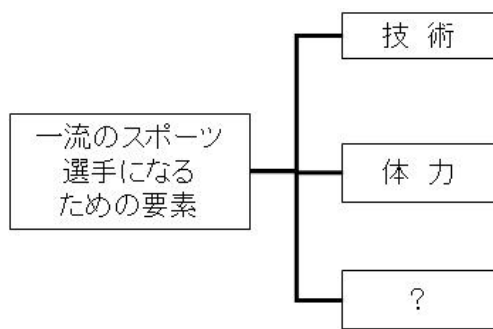 一流のスポーツ
選手になる
ための要素
技 術
体 力
？